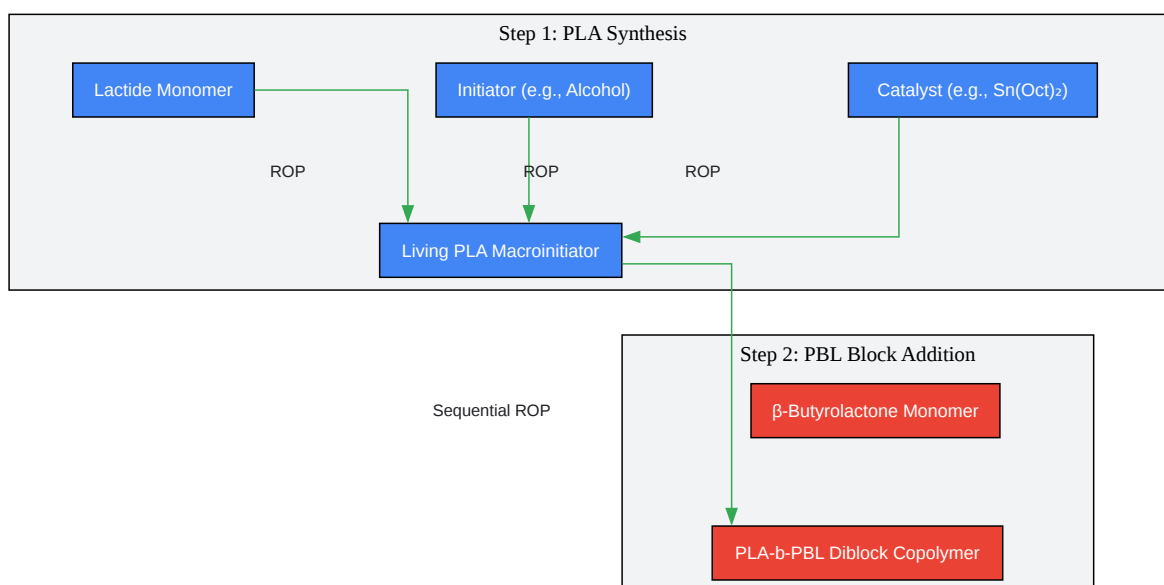 Step 1: PLA Synthesis
Lactide Monomer
Initiator (e.g., Alcohol)
Catalyst (e.g., Sn(Oct)₂)
ROP
ROP
ROP
Living PLA Macroinitiator
Step 2: PBL Block Addition
β-Butyrolactone Monomer
Sequential ROP
PLA-b-PBL Diblock Copolymer